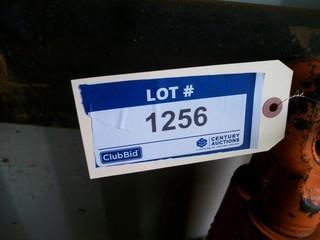 LOT #
1256
ClubBid
CENTURY
AUCTIONS